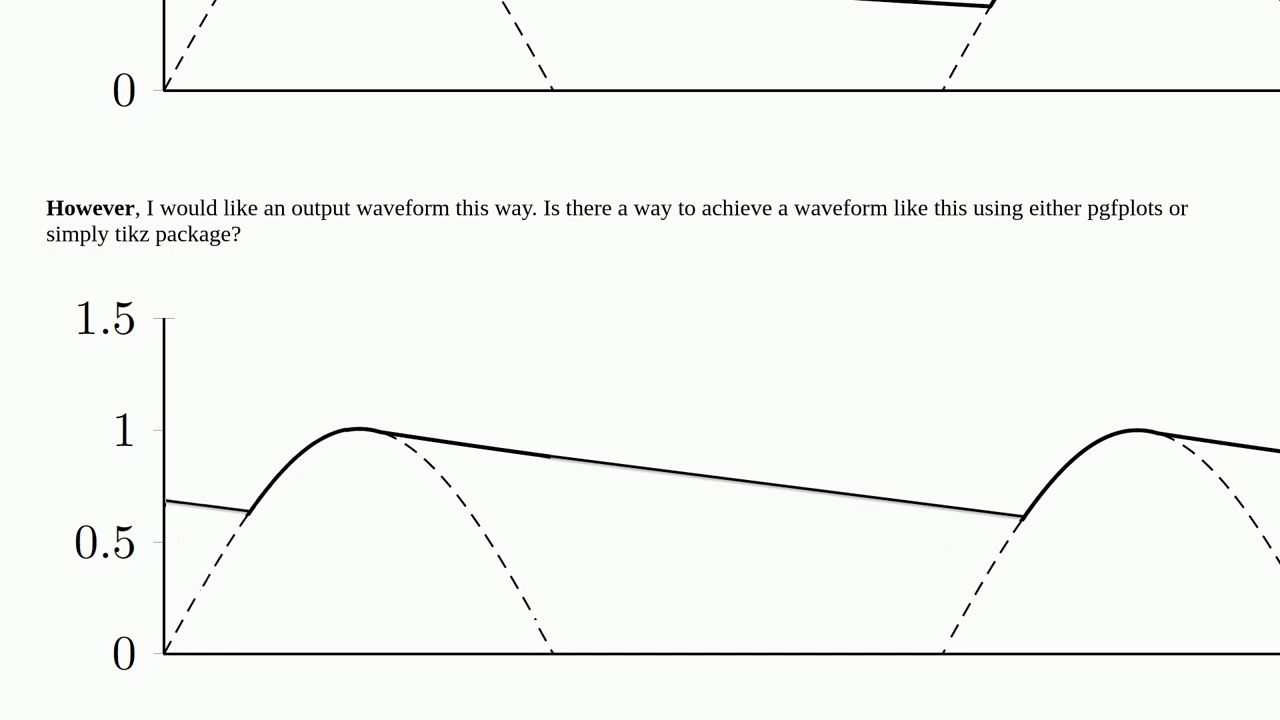 0
However, I would like an output waveform this way. Is there a way to achieve a waveform like this using either pgfplots or
simply tikz package?
1.5
1
0.5
0